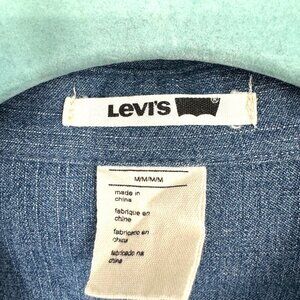 LEVI'S
®
M/M/M/M
made in
china
fabriqué en
chine
fabricado en
china
fabricado na
china